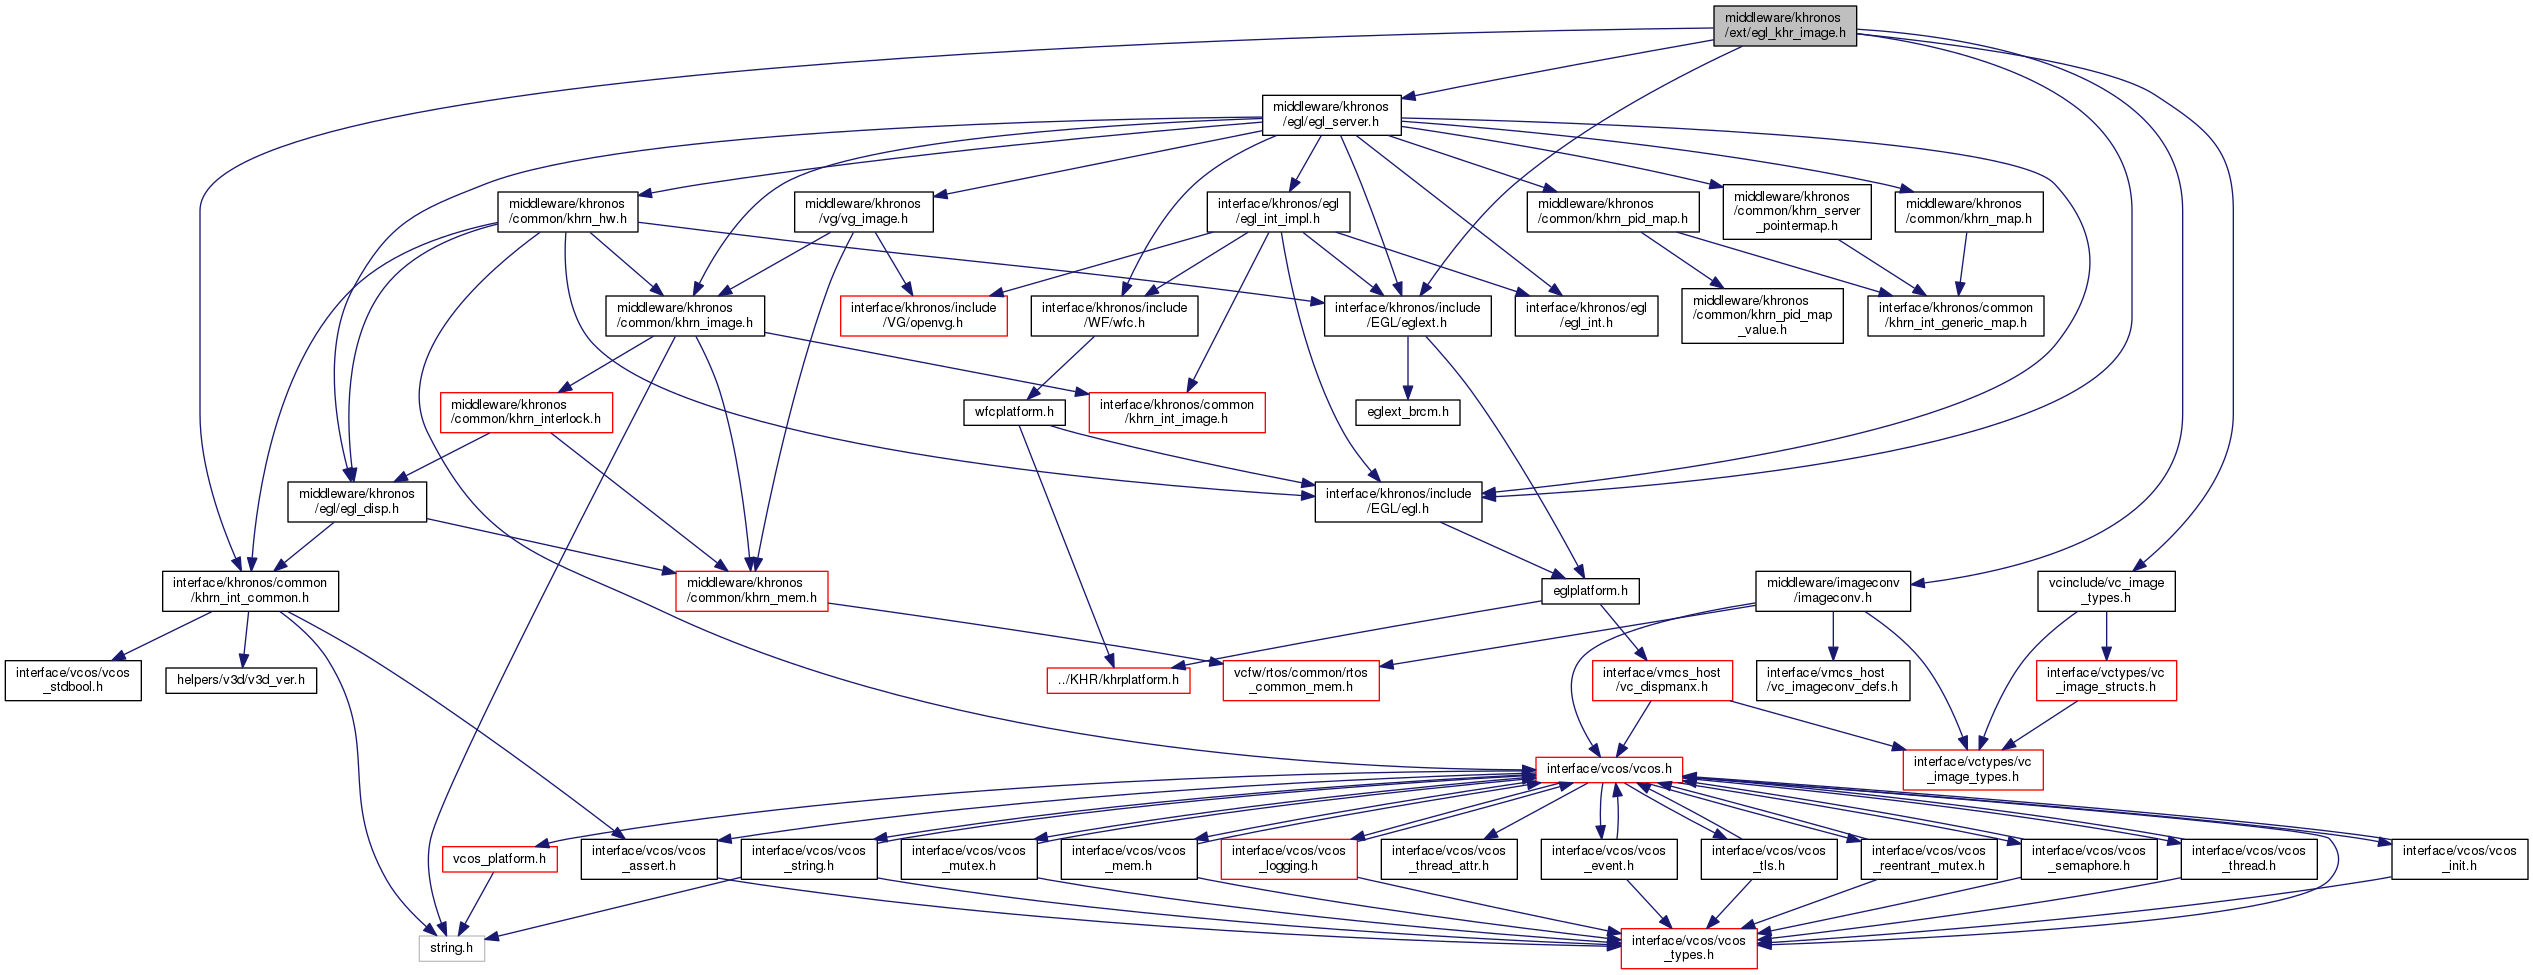 middleware/khronos
/ext/egl_khr_image.h
middleware/khronos
/egl/egl_server.h
middleware/khronos
/common/khrn_hw.h
middleware/khronos
/vg/vg_image.h
interface/khronos/egl
/egl_int_impl.h
middleware/khronos
/common/khrn_pid_map.h
middleware/khronos
/common/khrn_server
_pointermap.h
middleware/khronos
/common/khrn_map.h
middleware/khronos
/common/khrn_image.h
interface/khronos/include
/VG/openvg.h
interface/khronos/include
/WF/wfc.h
interface/khronos/include
/EGL/eglext.h
interface/khronos/egl
/egl_int.h
middleware/khronos
/common/khrn_pid_map
_value.h
interface/khronos/common
/khrn_int_generic_map.h
middleware/khronos
/common/khrn_interlock.h
wfcplatform.h
interface/khronos/common
/khrn_int_image.h
eglext_brcm.h
middleware/khronos
/egl/egl_disp.h
interface/khronos/include
/EGL/egl.h
interface/khronos/common
/khrn_int_common.h
middleware/khronos
/common/khrn_mem.h
eglplatform.h
middleware/imageconv
/imageconv.h
vcinclude/vc_image
_types.h
interface/vcos/vcos
_stdbool.h
helpers/v3d/v3d_ver.h
../KHR/khrplatform.h
vcfw/rtos/common/rtos
_common_mem.h
interface/vmcs_host
/vc_dispmanx.h
interface/vmcs_host
/vc_imageconv_defs.h
interface/vctypes/vc
_image_structs.h
interface/vcos/vcos.h
interface/vctypes/vc
_image_types.h
vcos_platform.h
interface/vcos/vcos
_assert.h
interface/vcos/vcos
_string.h
interface/vcos/vcos
_mutex.h
interface/vcos/vcos
_mem.h
interface/vcos/vcos
_logging.h
interface/vcos/vcos
_thread_attr.h
interface/vcos/vcos
_event.h
interface/vcos/vcos
_tls.h
interface/vcos/vcos
_reentrant_mutex.h
interface/vcos/vcos
_semaphore.h
interface/vcos/vcos
_thread.h
interface/vcos/vcos
_init.h
string.h
interface/vcos/vcos
_types.h